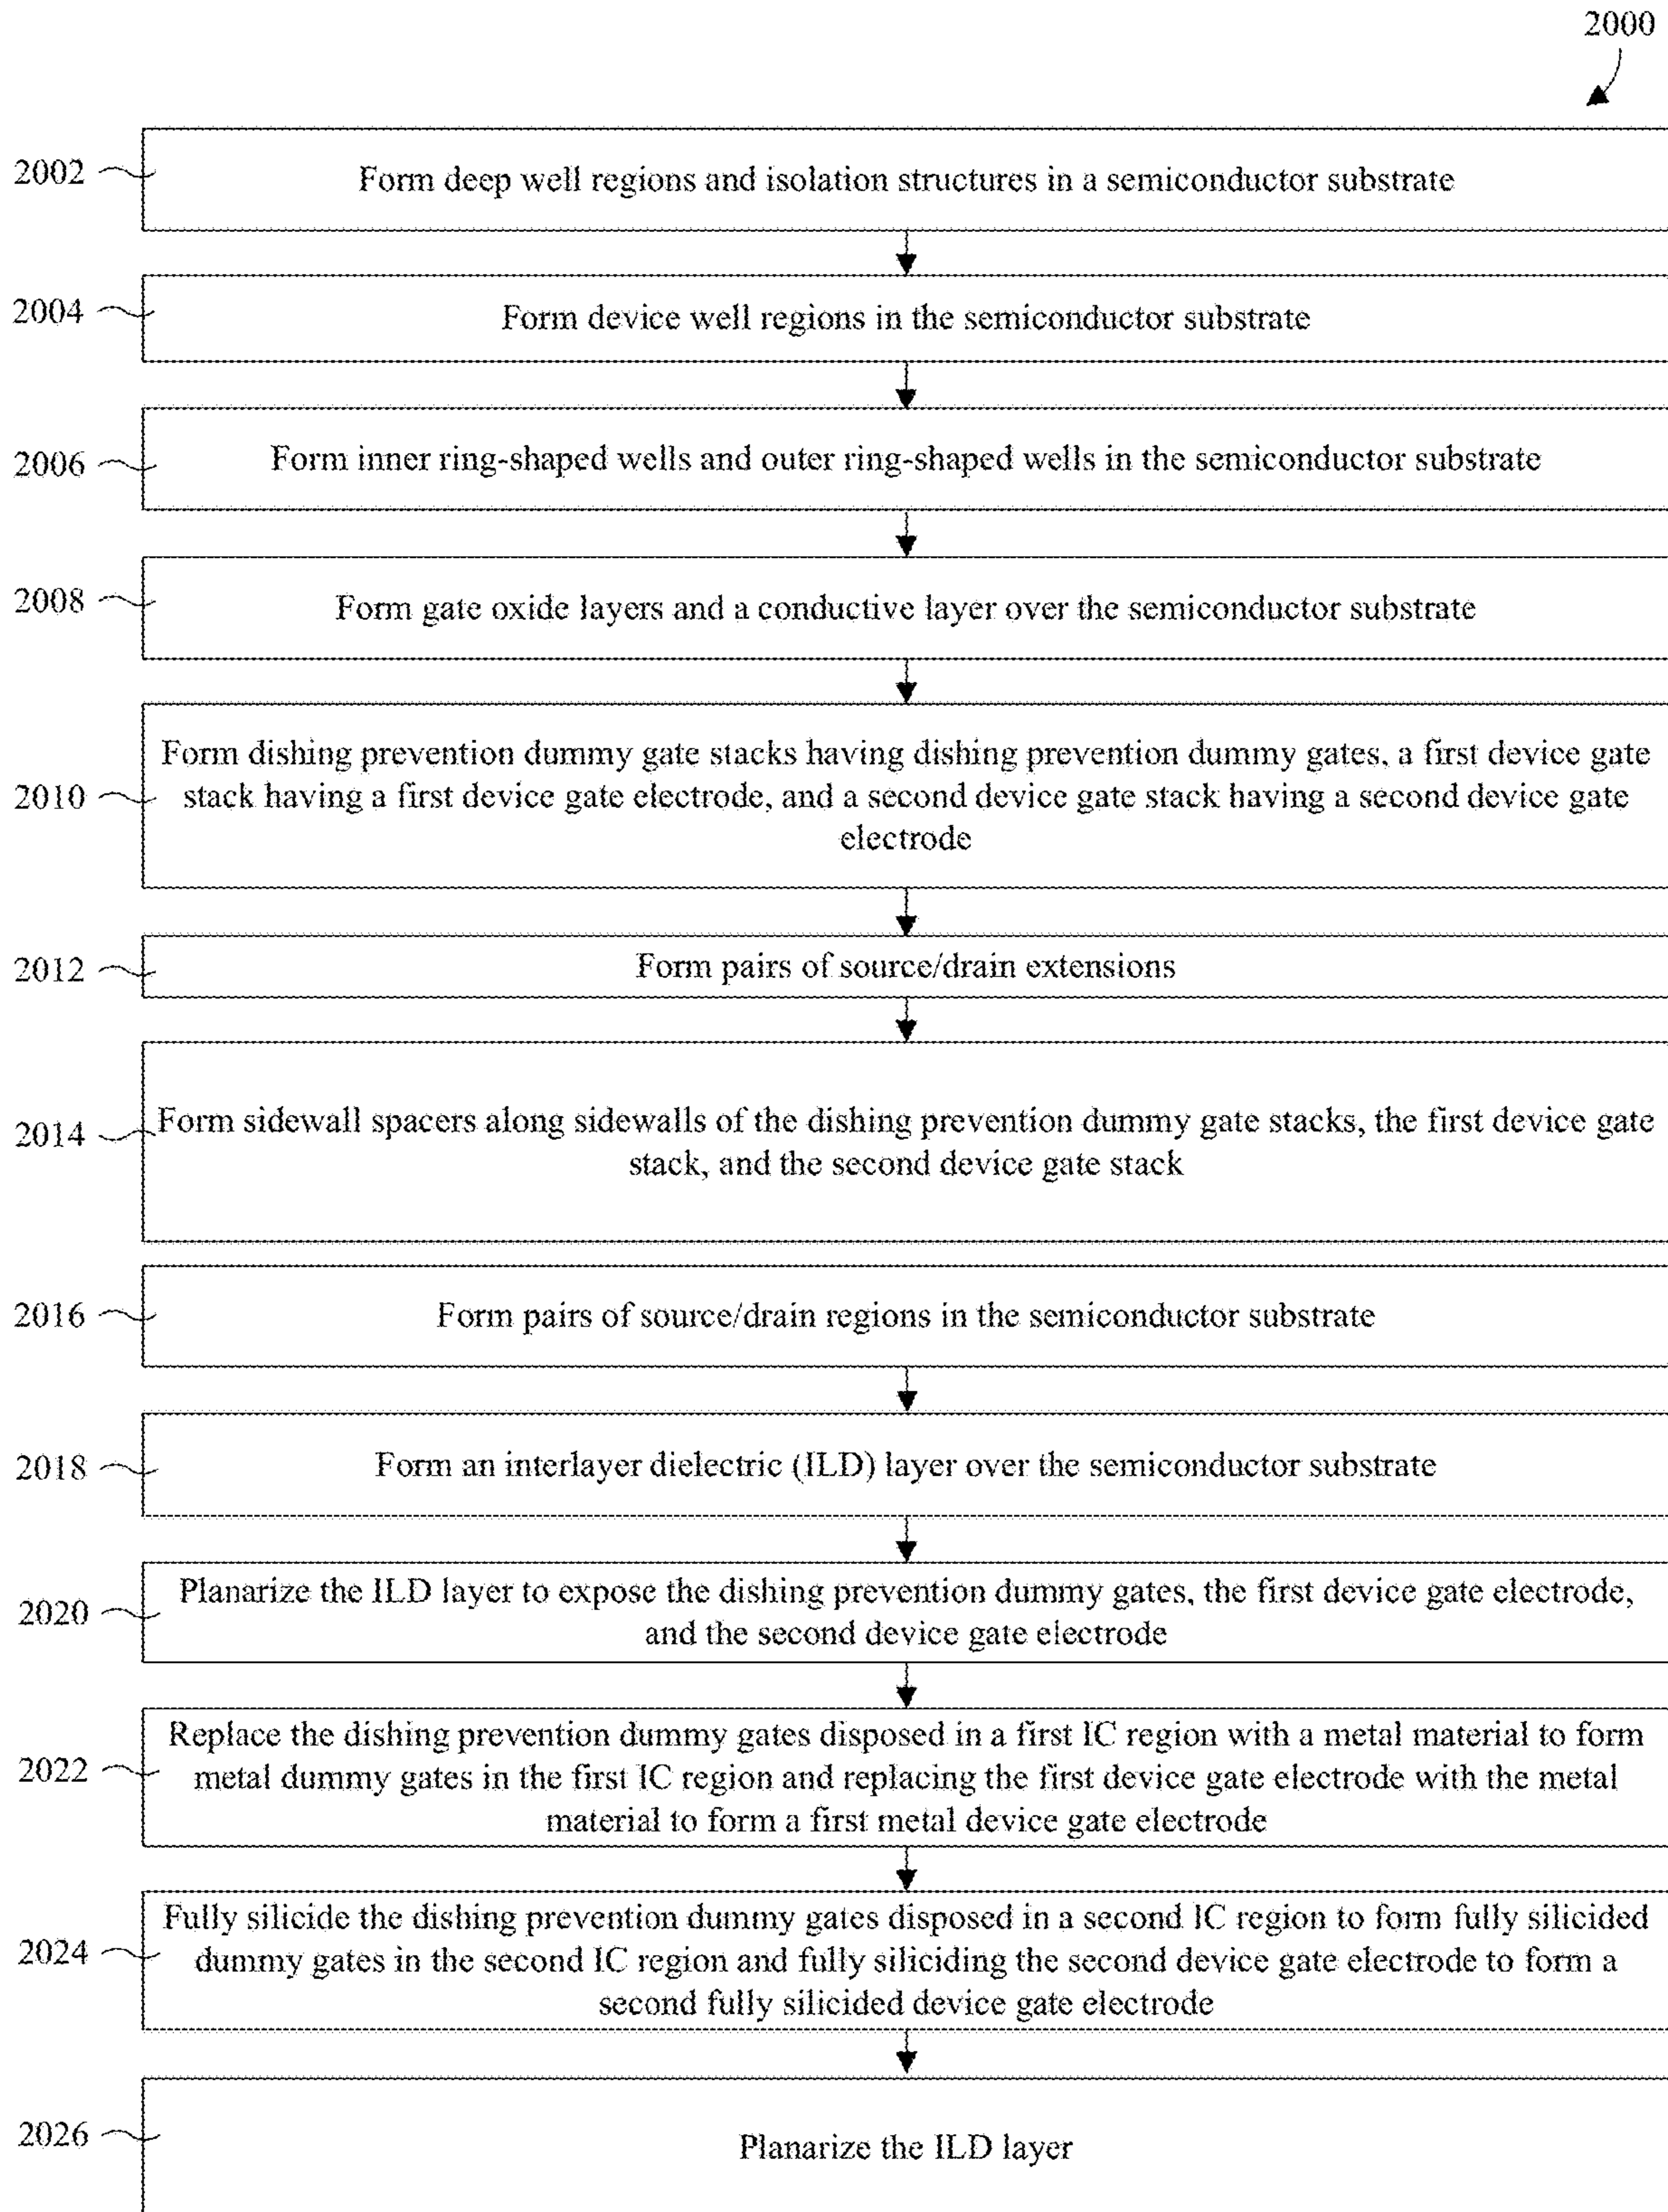 2000
2002
Form deep well regions and isolation structures in a semiconductor substrate
2004
Form device well regions in the semiconductor substrate
2006
Form inner ring-shaped wells and outer ring-shaped wells in the semiconductor substrate
2008
Form gate oxide layers and a conductive layer over the semiconductor substrate
2010
Form dishing prevention dummy gate stacks having dishing prevention dummy gates, a first device gate
stack having a first device gate electrode, and a second device gate stack having a second device gate
electrode
2012
Form pairs of source/drain extensions
2014
Form sidewall spacers along sidewalls of the dishing prevention dummy gate stacks, the first device gate
stack, and the second device gate stack
2016
Form pairs of source/drain regions in the semiconductor substrate
2018
Form an interlayer dielectric (ILD) layer over the semiconductor substrate
2020
Planarize the ILD layer to expose the dishing prevention dummy gates, the first device gate electrode,
and the second device gate electrode
2022
Replace the dishing prevention dummy gates disposed in a first IC region with a metal material to form
metal dummy gates in the first IC region and replacing the first device gate electrode with the metal
material to form a first metal device gate electrode
2024
Fully silicide the dishing prevention dummy gates disposed in a second IC region to form fully silicided
dummy gates in the second IC region and fully siliciding the second device gate electrode to form a
second fully silicided device gate electrode
2026
Planarize the ILD layer